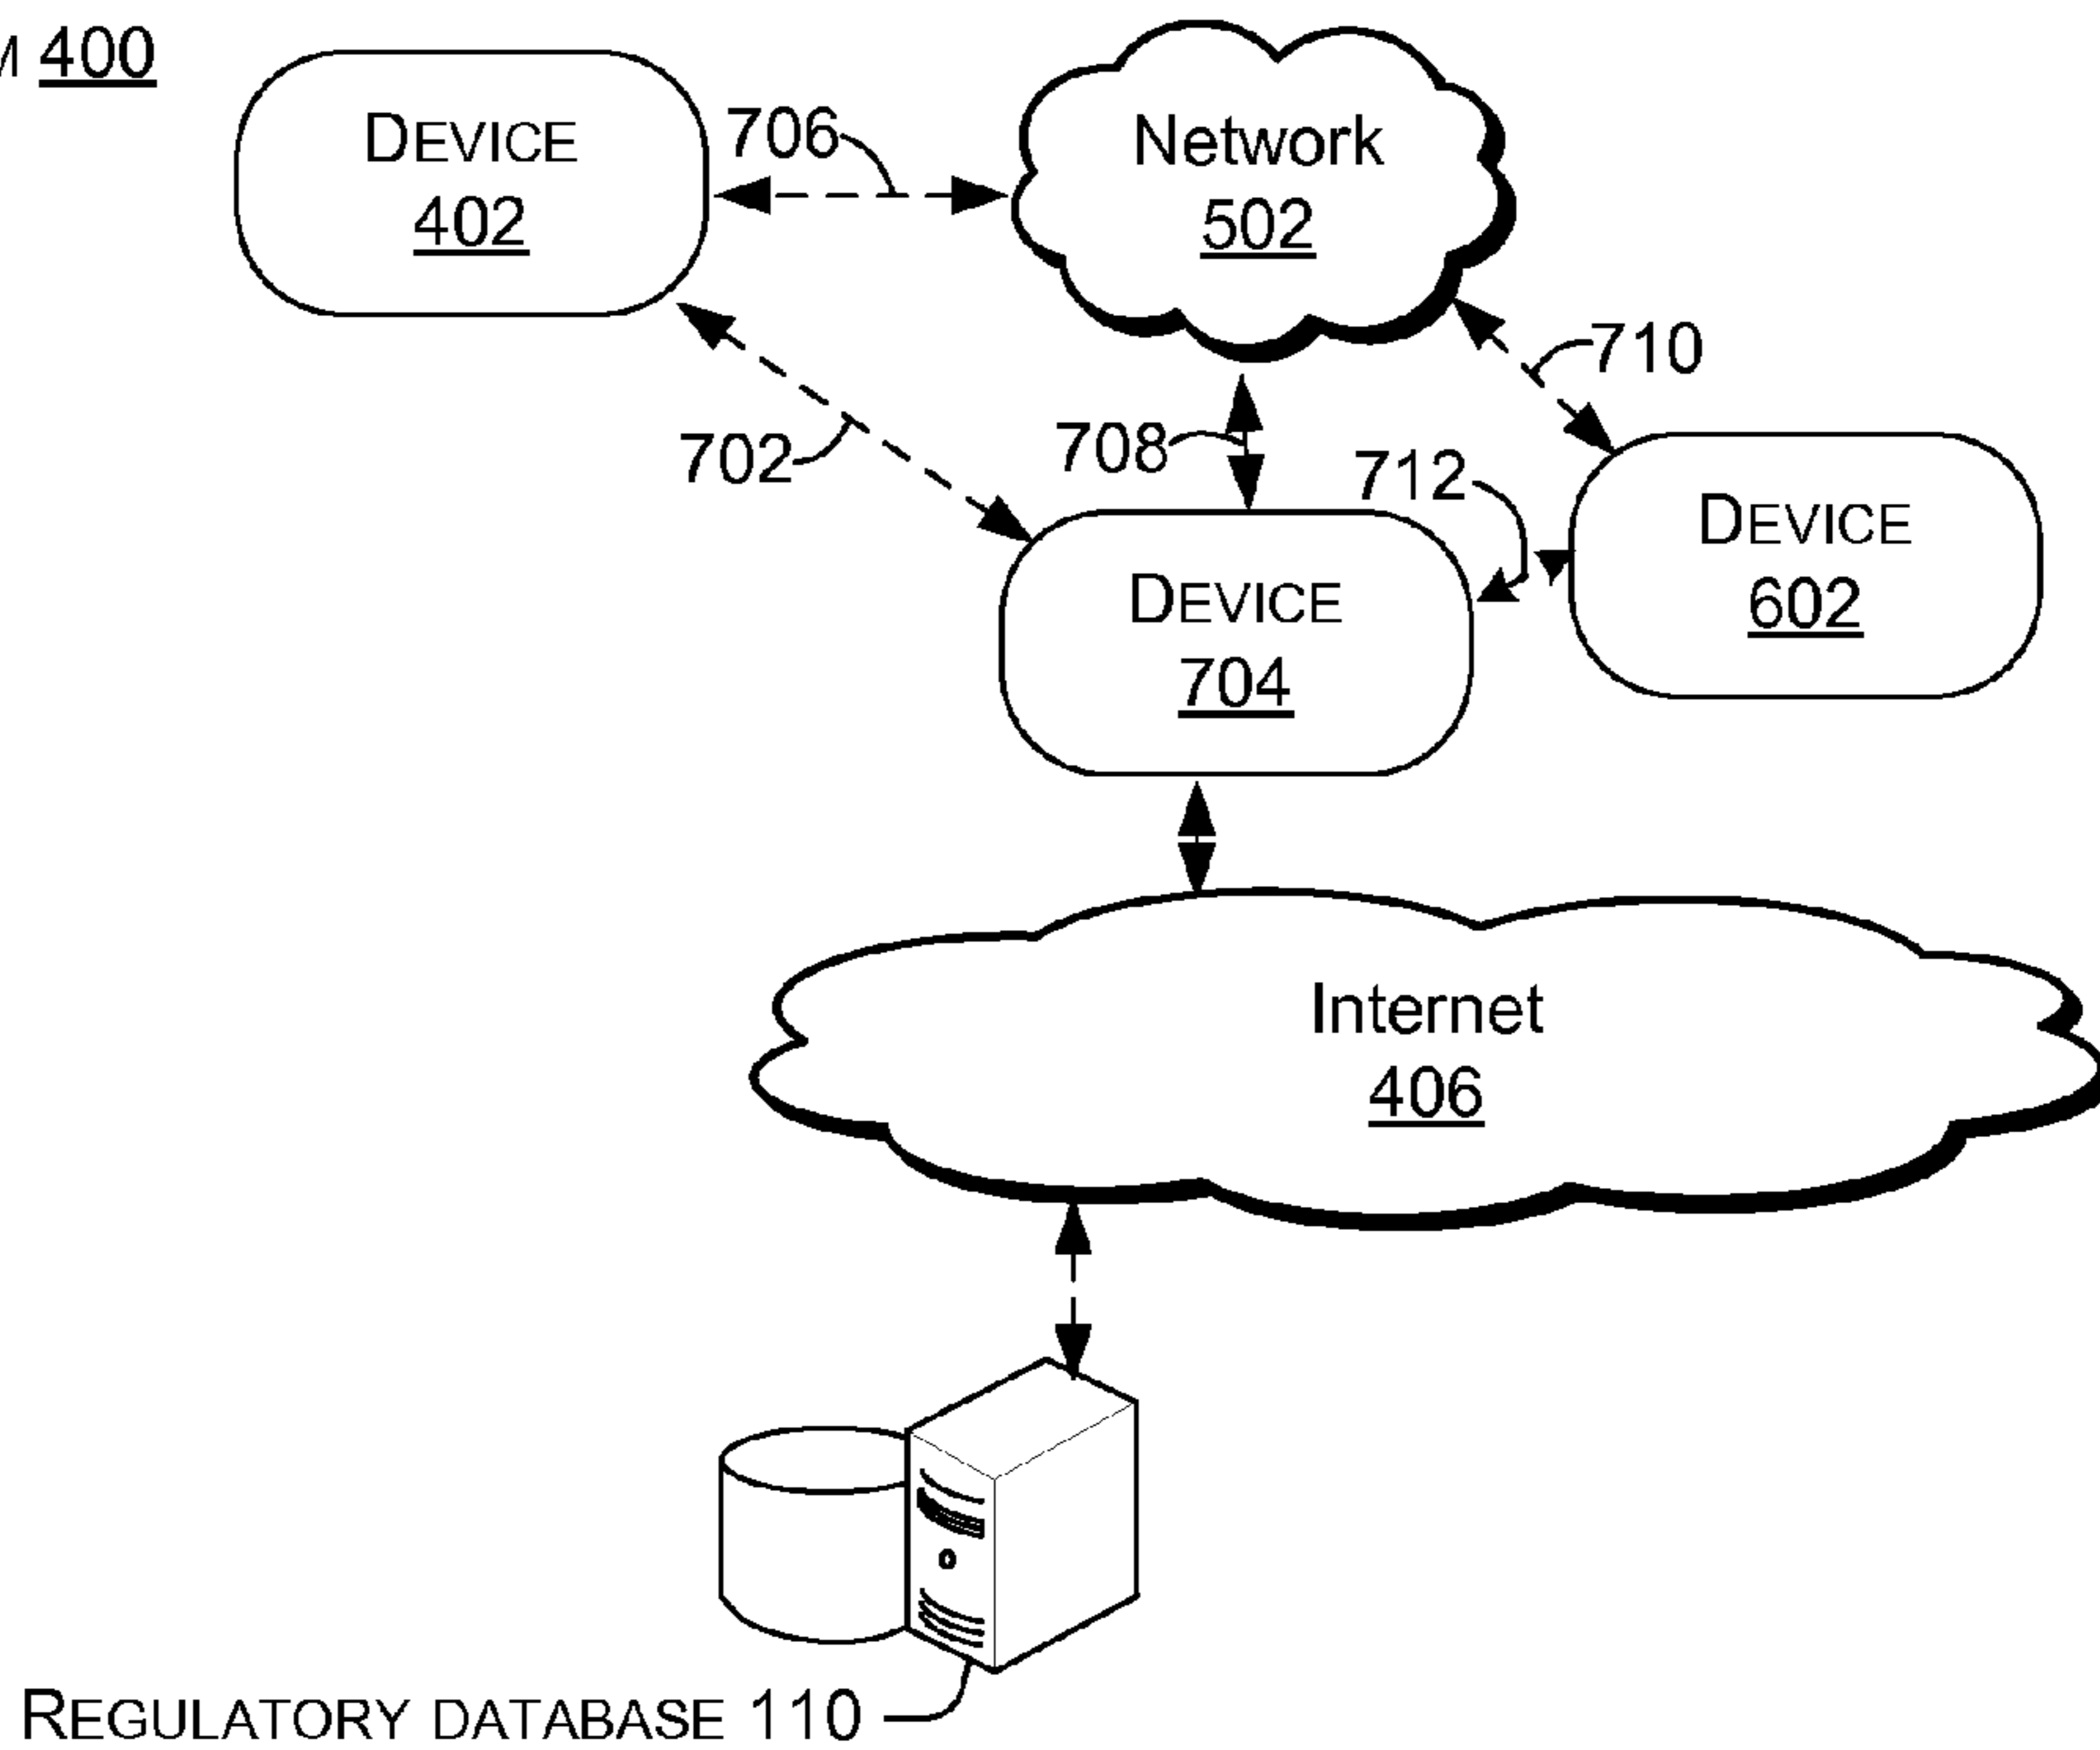 400
DEVICE
402
706
Network
502
710
702
708
712
DEVICE
602
DEVICE
704
Internet
406
REGULATORY DATABASE 110